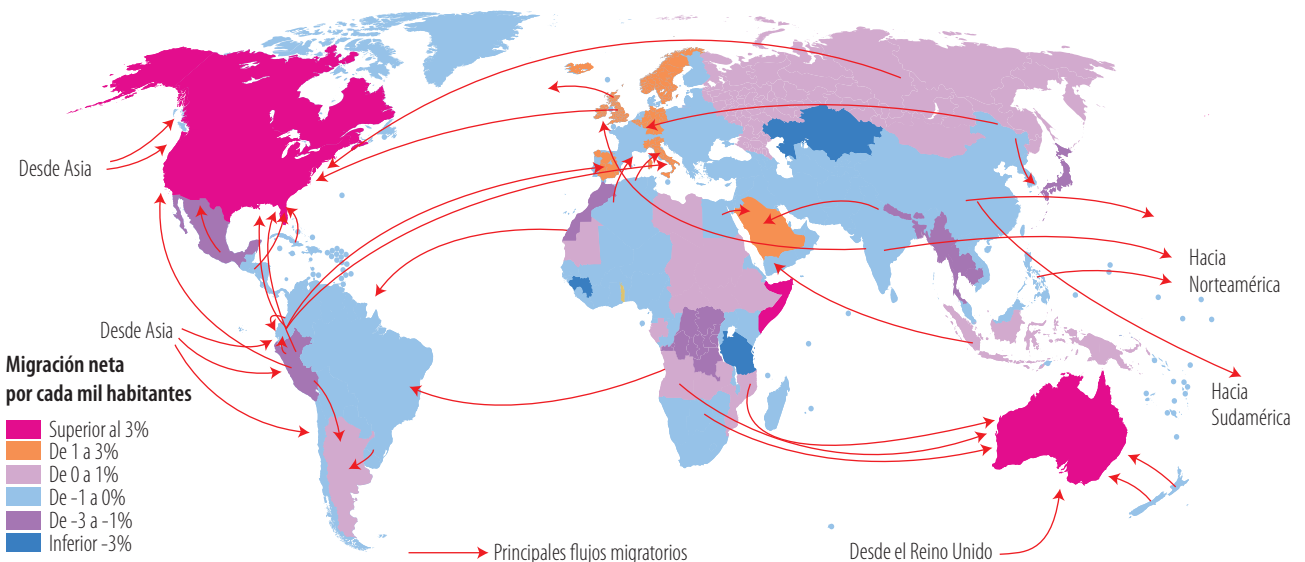 Desde Asia
Hacia
Norteamérica
Desde Asia
Migración neta
por cada mil habitantes
Superior al 3%
De 1 a 3%
De 0 a 1%
De -1 a 0%
De -3 a -1%
Inferior -3%
Hacia
Sudamérica
Principales flujos migratorios
Desde el Reino Unido